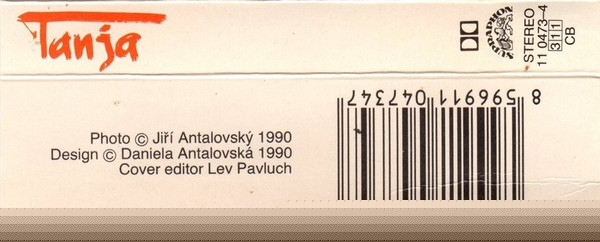 Tanja
SUPRAPHON
STEREO
11 0473-4
311
CB
8 596911 047347
Photo © Jiří Antalovský 1990
Design © Daniela Antalovská 1990
Cover editor Lev Pavluch